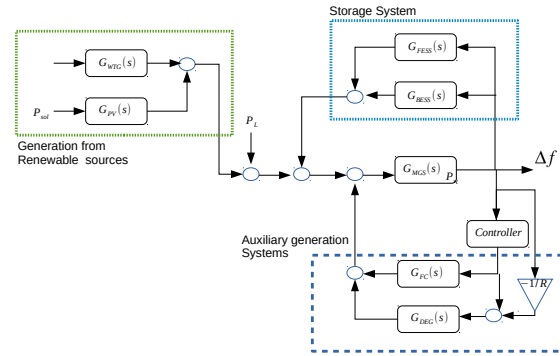 Storage System
G_FESS(s)
G_WTG(s)
G_BESS(s)
G_PV(s)
P_sol
P_L
Generation from
Renewable sources
G_MGS(s)
P
Δf
Controller
Auxiliary generation
Systems
G_FC(s)
−1/R
G_DEG(s)